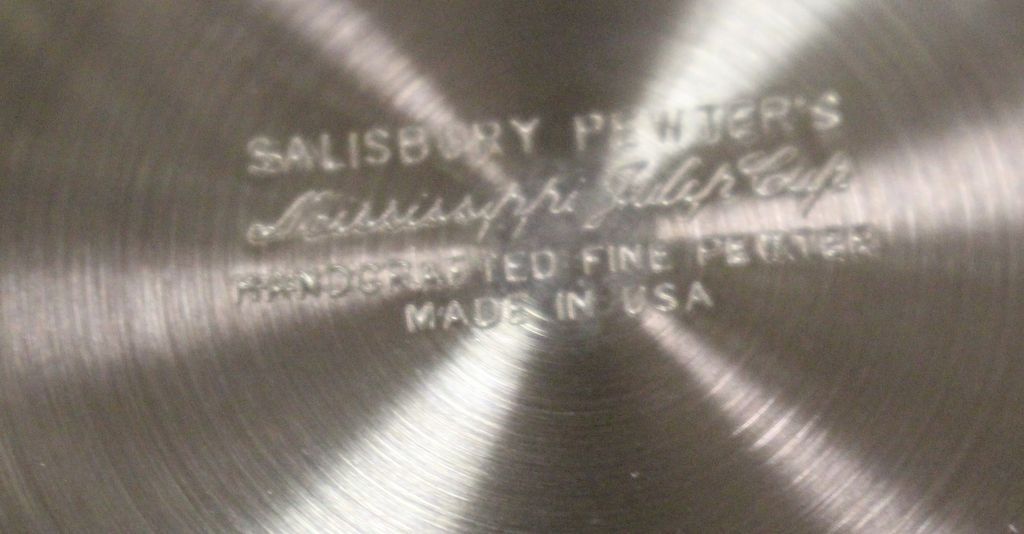 SALISBURY PEWTER'S
Mississippi Julep Cup
HANDCRAFTED FINE PEWTER
MADE IN USA